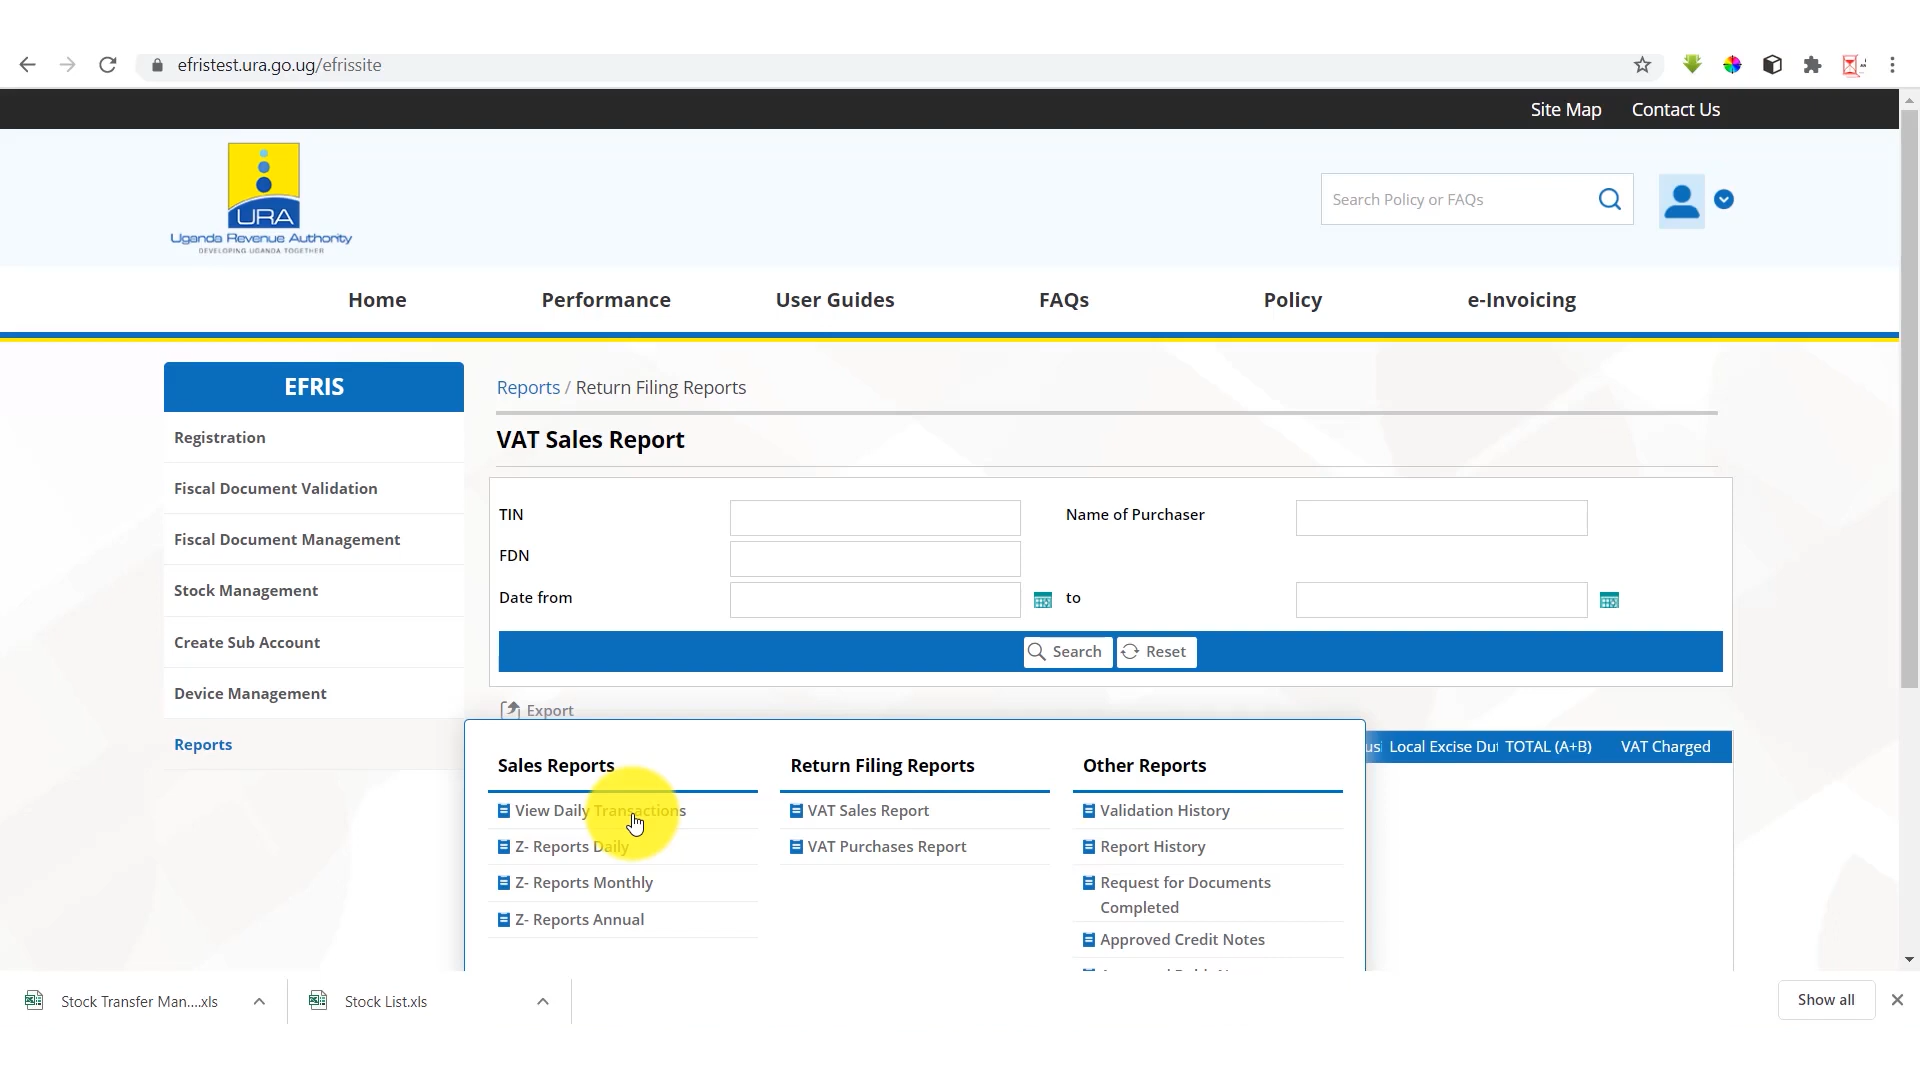 efristest.ura.go.ug/efrissite
Site Map Contact Us
URA
Uganda Revenue Authority
DEVELOPING UGANDA TOGETHER
Search Policy or FAQs
Home Performance User Guides FAQs Policy e-Invoicing
EFRIS
Registration
Fiscal Document Validation
Fiscal Document Management
Stock Management
Create Sub Account
Device Management
Reports
Reports / Return Filing Reports
VAT Sales Report
TIN Name of Purchaser
FDN
Date from to
Search Reset
Export
Local Excise Dut TOTAL (A+B) VAT Charged
Sales Reports
View Daily Transactions
Z- Reports Daily
Z- Reports Monthly
Z- Reports Annual
Return Filing Reports
VAT Sales Report
VAT Purchases Report
Other Reports
Validation History
Report History
Request for Documents
Completed
Approved Credit Notes
Stock Transfer Man....xls Stock List.xls Show all